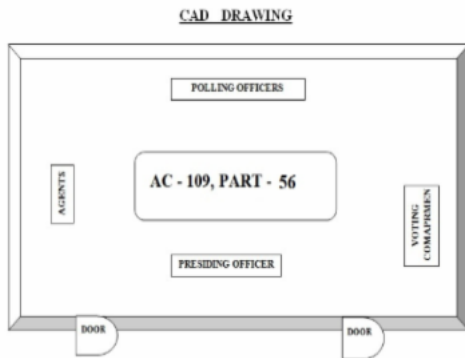 CAD DRAWING
POLLING OFFICERS
AGENTS
AC - 109, PART - 56
VOTING
COMAPRMEN
PRESIDING OFFICER
DOOR
DOOR